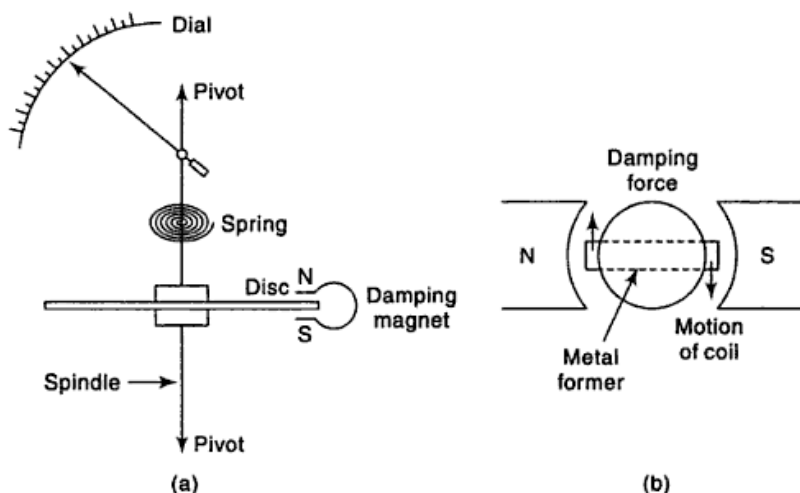 Dial
Pivot
Spring
Disc
N
S
Damping
magnet
Spindle
Pivot
(a)
Damping
force
N
S
Metal
former
Motion
of coil
(b)